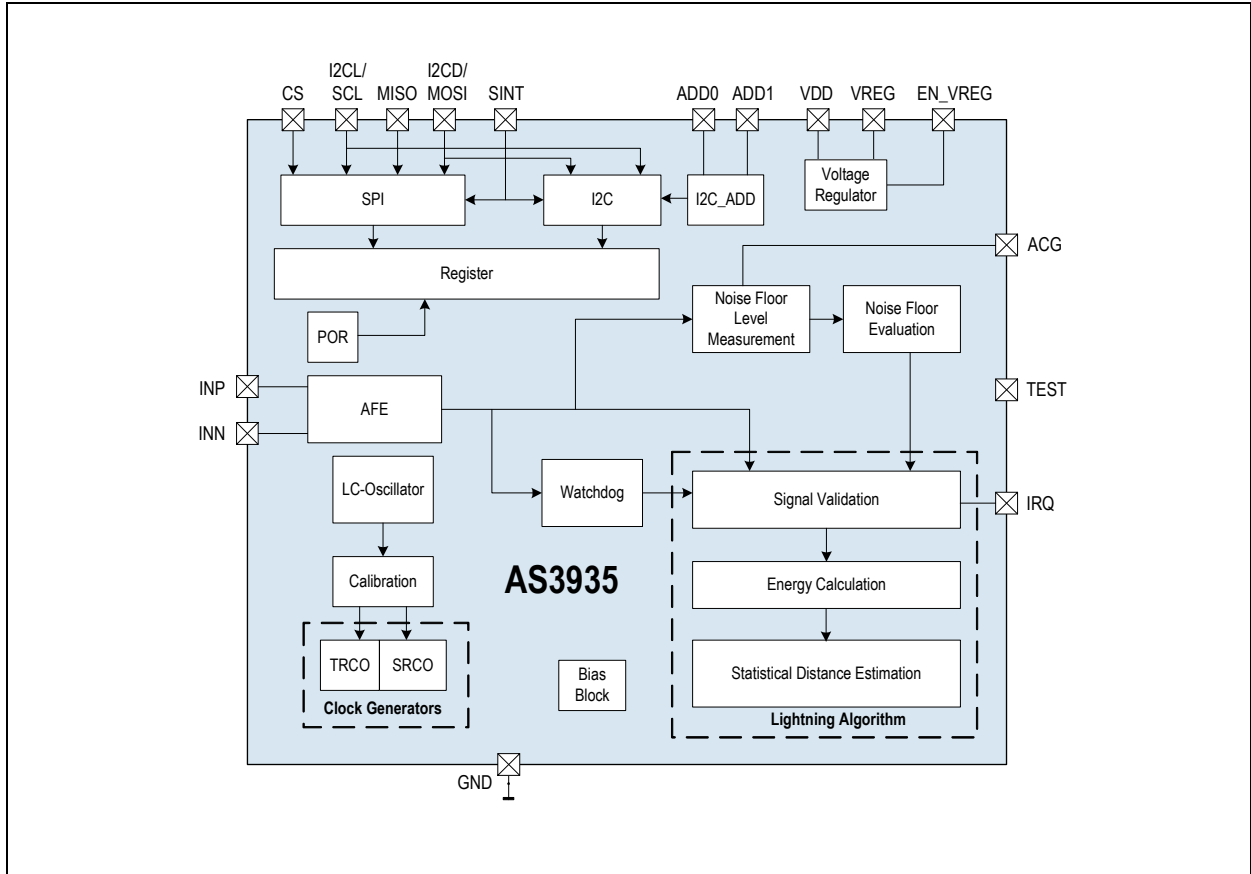 I2CL/
SCL
I2CD/
MOSI
CS
MISO
SINT
ADD0
ADD1
VDD
VREG
EN_VREG
SPI
I2C
I2C_ADD
Voltage
Regulator
ACG
Register
Noise Floor
Level
Measurement
Noise Floor
Evaluation
POR
INP
AFE
TEST
INN
LC-Oscillator
Watchdog
Signal Validation
IRQ
Calibration
AS3935
Energy Calculation
TRCO
SRCO
Clock Generators
Bias
Block
Statistical Distance Estimation
Lightning Algorithm
GND